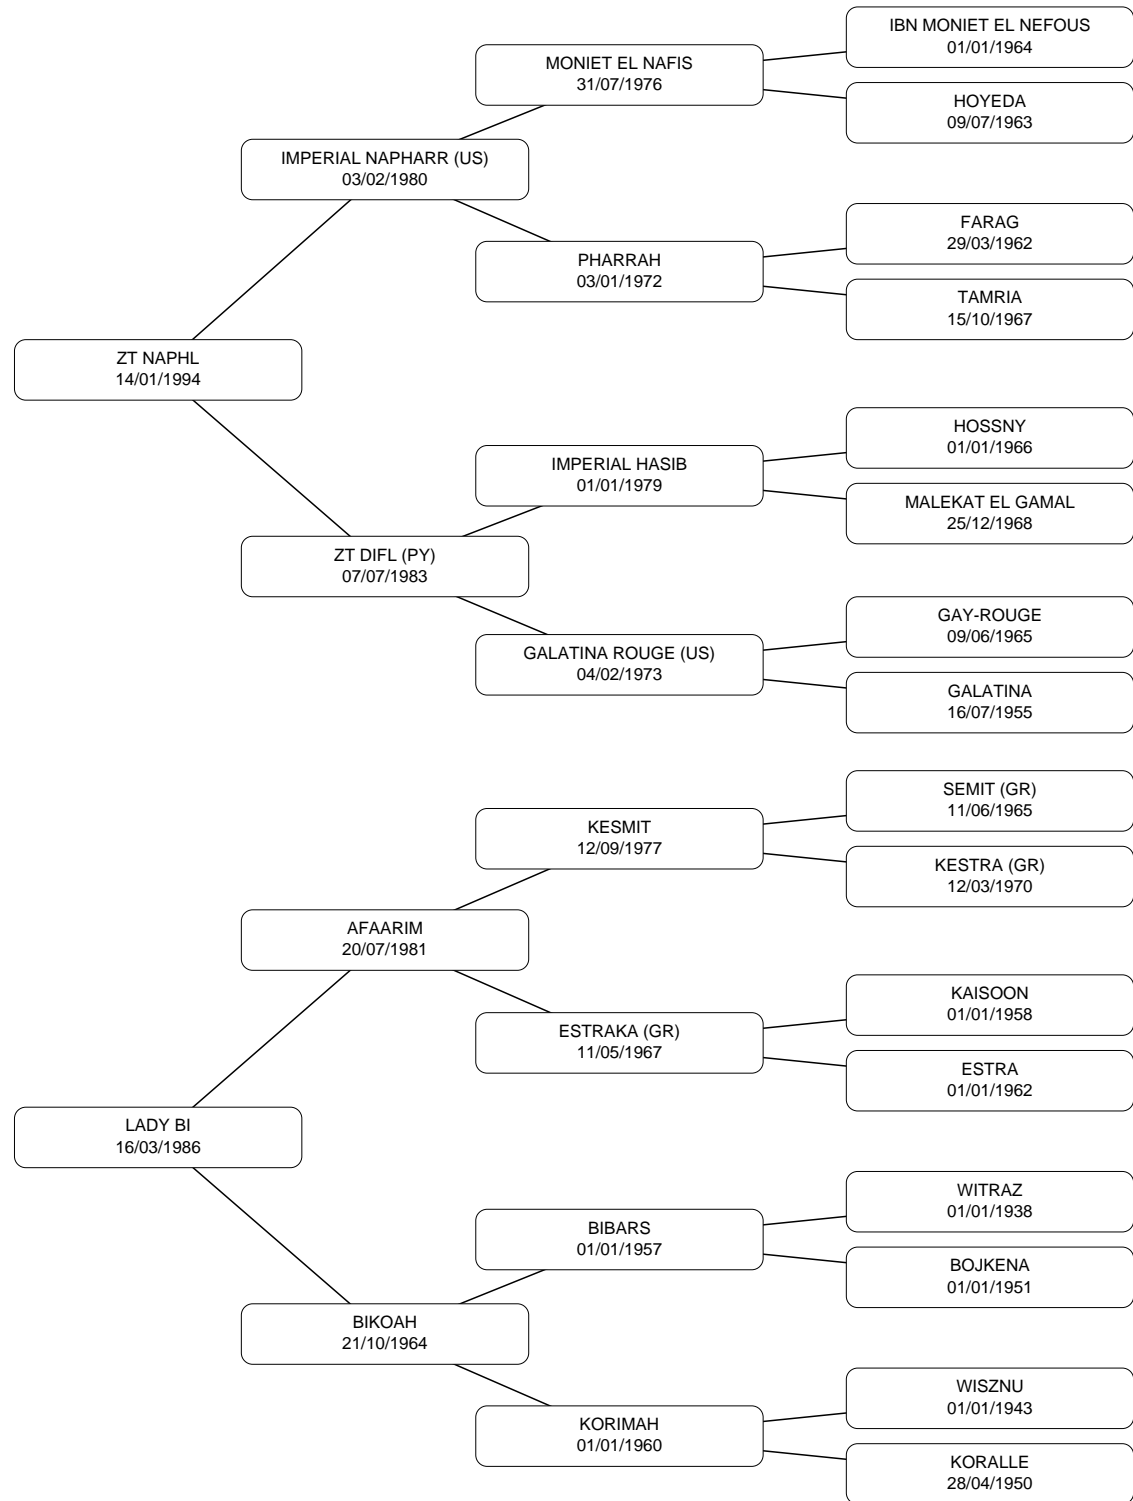 IBN MONIET EL NEFOUS
01/01/1964
MONIET EL NAFIS
31/07/1976
HOYEDA
09/07/1963
IMPERIAL NAPHARR (US)
03/02/1980
FARAG
29/03/1962
PHARRAH
03/01/1972
TAMRIA
15/10/1967
ZT NAPHL
14/01/1994
HOSSNY
01/01/1966
IMPERIAL HASIB
01/01/1979
MALEKAT EL GAMAL
25/12/1968
ZT DIFL (PY)
07/07/1983
GAY-ROUGE
09/06/1965
GALATINA ROUGE (US)
04/02/1973
GALATINA
16/07/1955
SEMIT (GR)
11/06/1965
KESMIT
12/09/1977
KESTRA (GR)
12/03/1970
AFAARIM
20/07/1981
KAISOON
01/01/1958
ESTRAKA (GR)
11/05/1967
ESTRA
01/01/1962
LADY BI
16/03/1986
WITRAZ
01/01/1938
BIBARS
01/01/1957
BOJKENA
01/01/1951
BIKOAH
21/10/1964
WISZNU
01/01/1943
KORIMAH
01/01/1960
KORALLE
28/04/1950